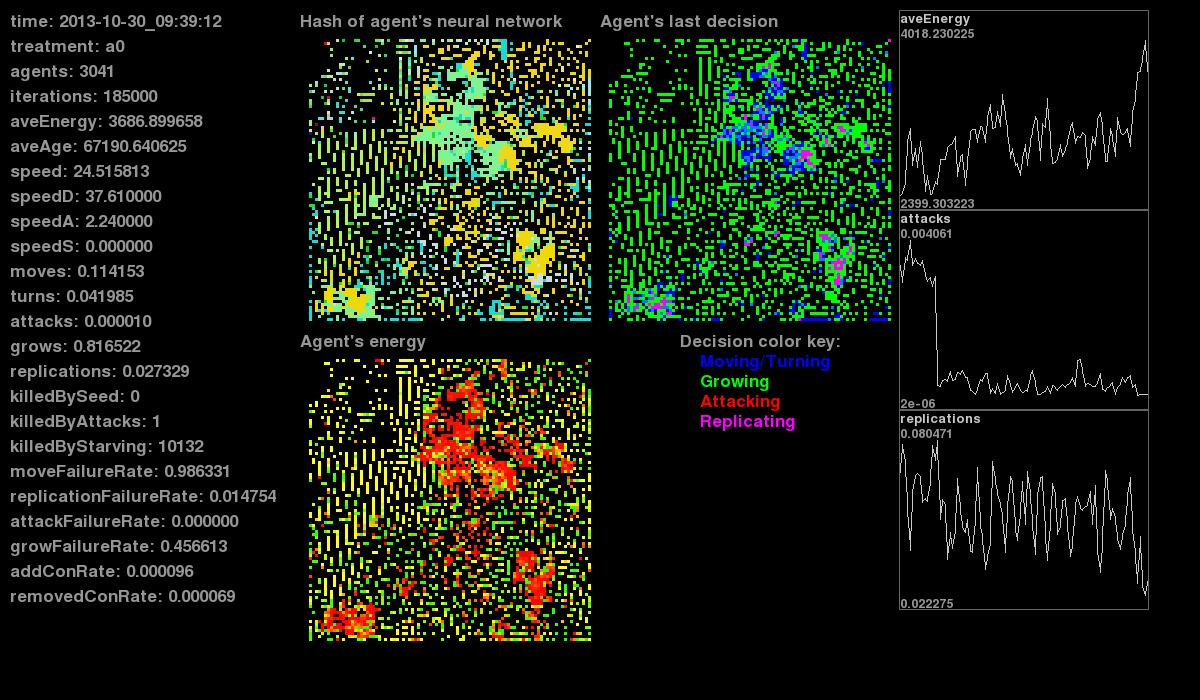 time: 2013-10-30_09:39:12
treatment: a0
agents: 3041
iterations: 185000
aveEnergy: 3686.899658
aveAge: 67190.640625
speed: 24.515813
speedD: 37.610000
speedA: 2.240000
speedS: 0.000000
moves: 0.114153
turns: 0.041985
attacks: 0.000010
grows: 0.816522
replications: 0.027329
killedBySeed: 0
killedByAttacks: 1
killedByStarving: 10132
moveFailureRate: 0.986331
replicationFailureRate: 0.014754
attackFailureRate: 0.000000
growFailureRate: 0.456613
addConRate: 0.000096
removedConRate: 0.000069
Hash of agent's neural network
Agent's last decision
Agent's energy
Decision color key:
Moving/Turning
Growing
Attacking
Replicating
aveEnergy
4018.230225
2399.303223
attacks
0.004061
2e-06
replications
0.080471
0.022275